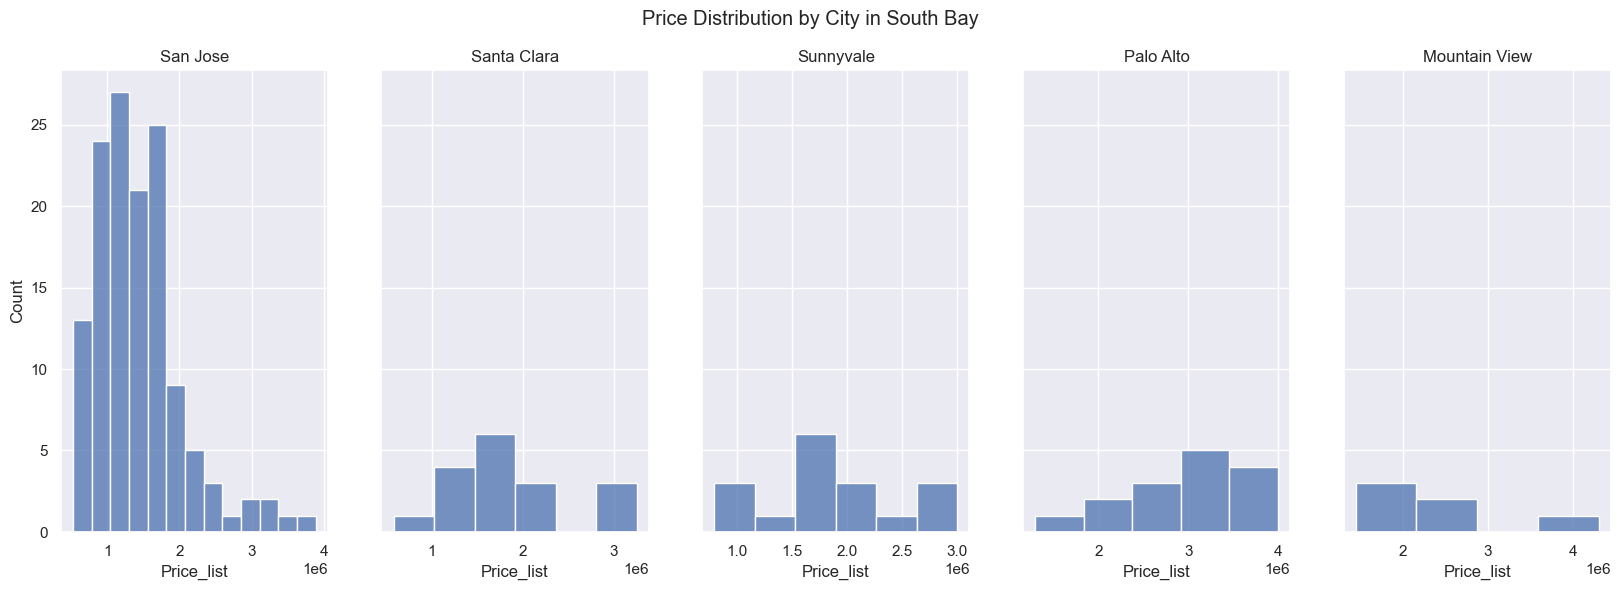 Price Distribution by City in South Bay
San Jose
Santa Clara
Sunnyvale
Palo Alto
Mountain View
Count
25
20
15
10
5
0
1 2 3 4
1e6
Price_list
1 2 3
1e6
Price_list
1.0 1.5 2.0 2.5 3.0
1e6
Price_list
2 3 4
1e6
Price_list
2 3 4
1e6
Price_list